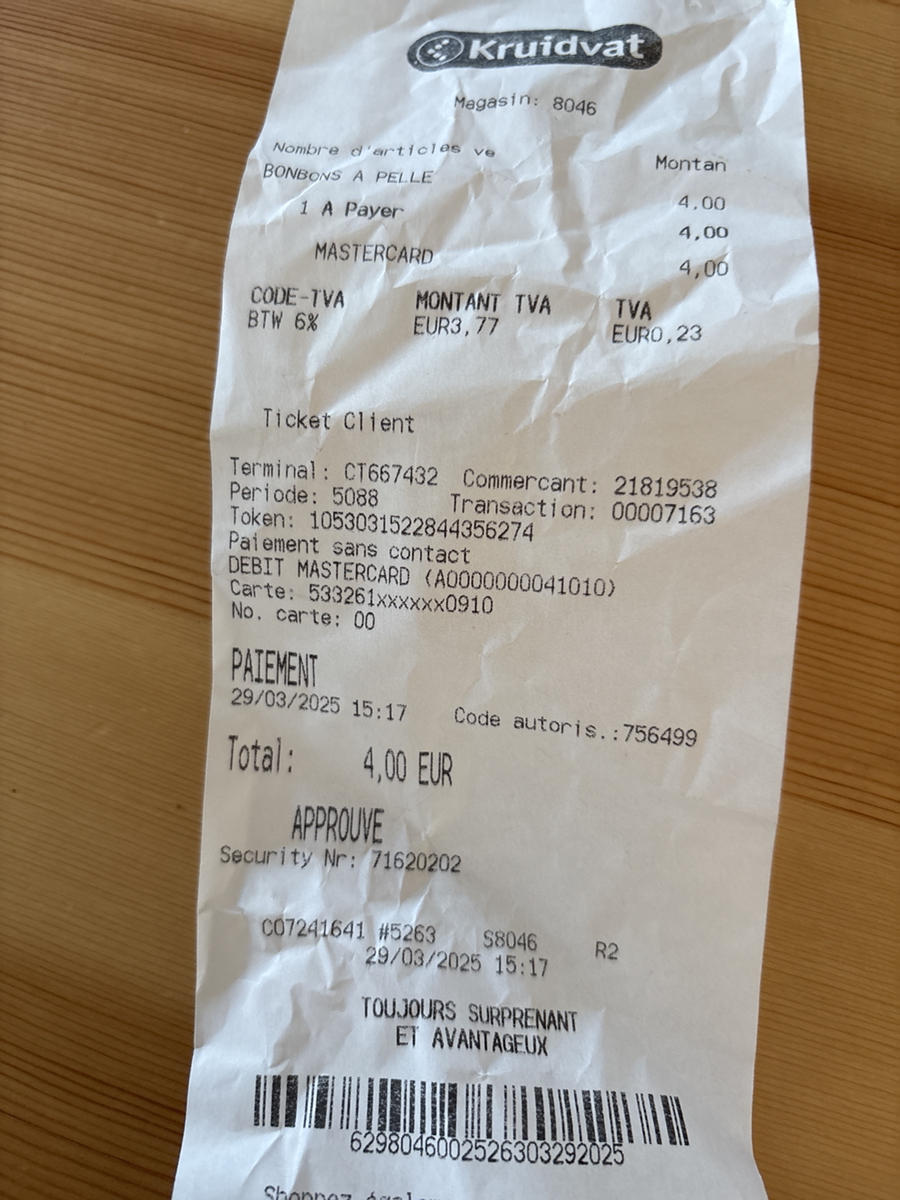 Kruidvat
Magasin: 8046
Nombre d'articles ve Montan
BONBONS A PELLE 4,00
1 A Payer 4,00
MASTERCARD 4,00
CODE-TVA MONTANT TVA TVA
BTW 6% EUR3,77 EUR0,23
Ticket Client
Terminal: CT667432 Commercant: 21819538
Periode: 5088 Transaction: 00007163
Token: 1053031522844356274
Paiement sans contact
DEBIT MASTERCARD (A0000000041010)
Carte: 533261xxxxxx0910
No. carte: 00
PAIEMENT
29/03/2025 15:17 Code autoris.:756499
Total: 4,00 EUR
APPROUVE
Security Nr: 71620202
C07241641 #5263 S8046 R2
29/03/2025 15:17
TOUJOURS SURPRENANT
ET AVANTAGEUX
6298046002526303292025
Shoppez égalem